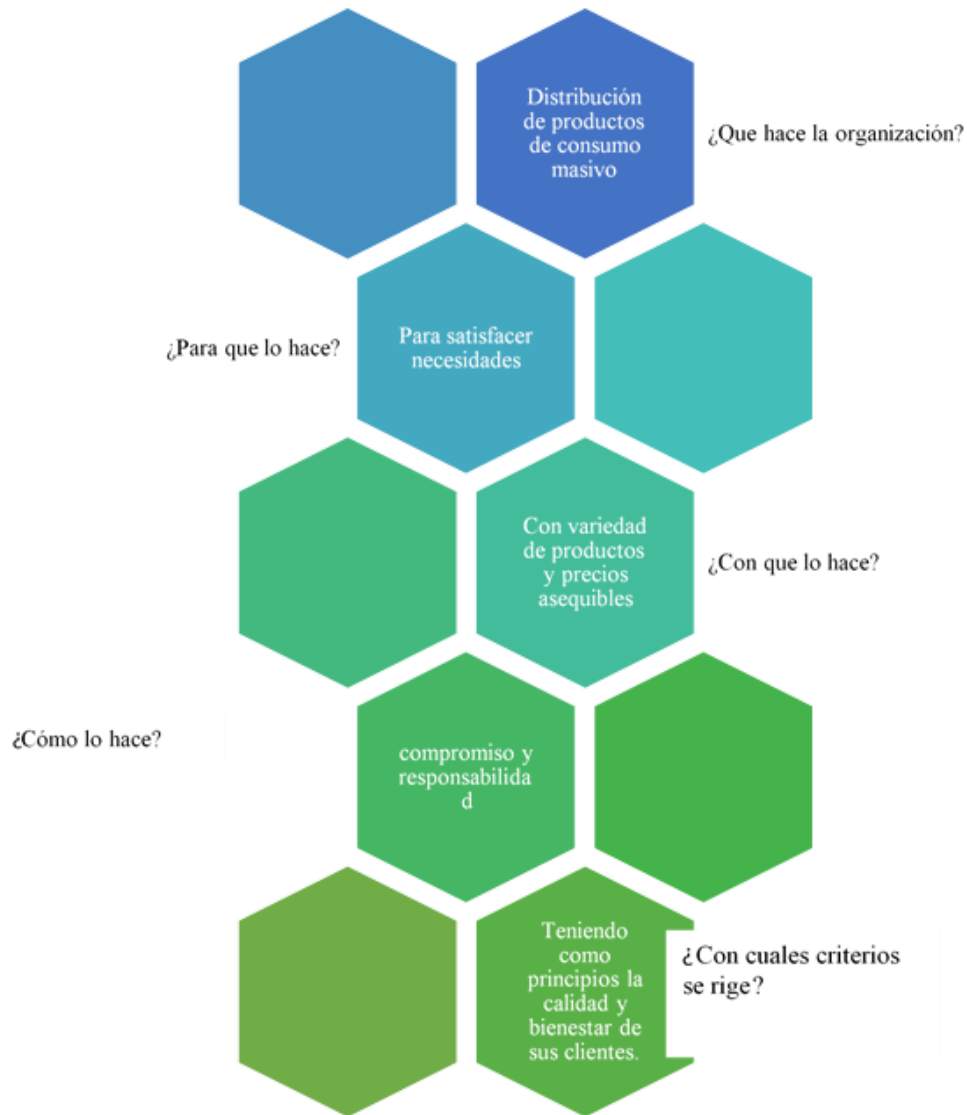 Distribución
de productos
de consumo
masivo
¿Que hace la organización?
¿Para que lo hace?
Para satisfacer
necesidades
Con variedad
de productos
y precios
asequibles
¿Con que lo hace?
¿Cómo lo hace?
compromiso y
responsabilida
d
Teniendo
como
principios la
calidad y
bienestar de
sus clientes.
¿Con cuales criterios
se rige?